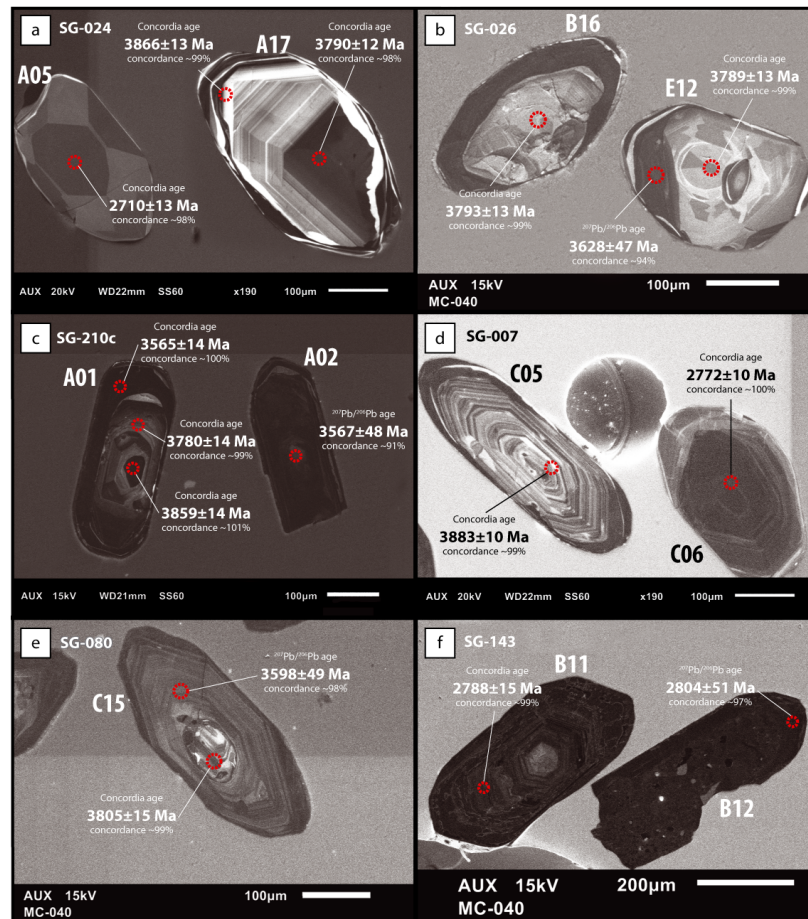 a SG-024
A05
Concordia age
3866±13 Ma
concordance ~99%
A17
Concordia age
3790±12 Ma
concordance ~98%
Concordia age
2710±13 Ma
concordance ~98%
AUX 20kV WD22mm SS60 x190 100μm
b SG-026
B16
E12
Concordia age
3789±13 Ma
concordance ~99%
Concordia age
3793±13 Ma
concordance ~99%
²⁰⁷Pb/²⁰⁶Pb age
3628±47 Ma
concordance ~94%
AUX 15kV 100μm
MC-040
c SG-210c
A01
Concordia age
3565±14 Ma
concordance ~100%
A02
Concordia age
3780±14 Ma
concordance ~99%
²⁰⁷Pb/²⁰⁶Pb age
3567±48 Ma
concordance ~91%
3859±14 Ma
concordance ~101%
AUX 15kV WD21mm SS60 100μm
d SG-007
C05
Concordia age
2772±10 Ma
concordance ~100%
Concordia age
3883±10 Ma
concordance ~99%
C06
AUX 20kV WD22mm SS60 x190 100μm
e SG-080
C15
²⁰⁷Pb/²⁰⁶Pb age
3598±49 Ma
concordance ~98%
Concordia age
3805±15 Ma
concordance ~99%
AUX 15kV 100μm
MC-040
f SG-143
B11
Concordia age
2788±15 Ma
concordance ~99%
²⁰⁷Pb/²⁰⁶Pb age
2804±51 Ma
concordance ~97%
B12
AUX 15kV 200μm
MC-040